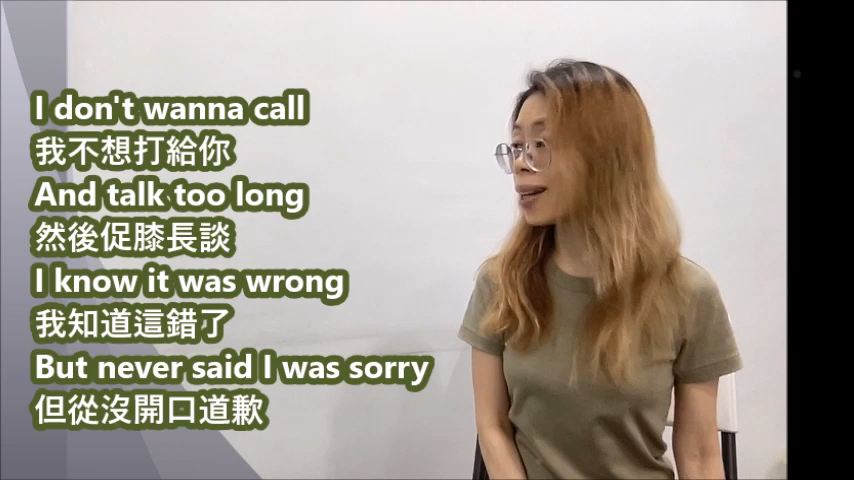 I don't wanna call
我不想打給你
And talk too long
然後促膝長談
I know it was wrong
我知道這錯了
But never said I was sorry
但從沒開口道歉